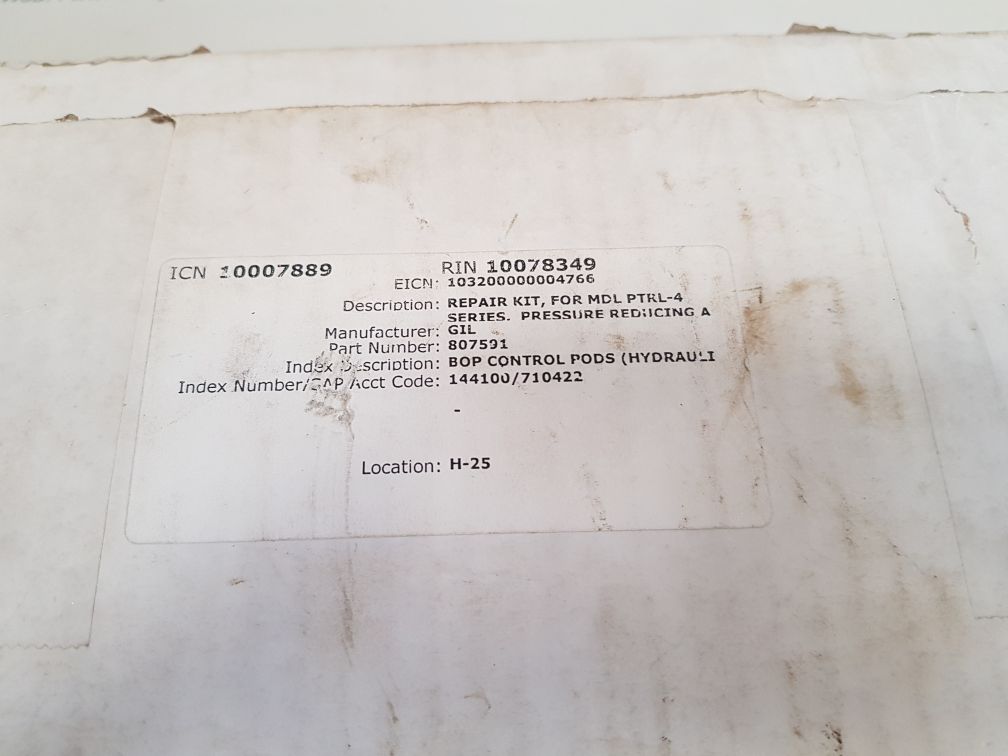 ICN 10007889 RIN 10078349
EICN: 103200000004766
Description: REPAIR KIT, FOR MDL PTRL-4
SERIES. PRESSURE REDUCING A
Manufacturer: GIL
Part Number: 807591
Index Description: BOP CONTROL PODS (HYDRAULI
Index Number/GAP Acct Code: 144100/710422
-
Location: H-25